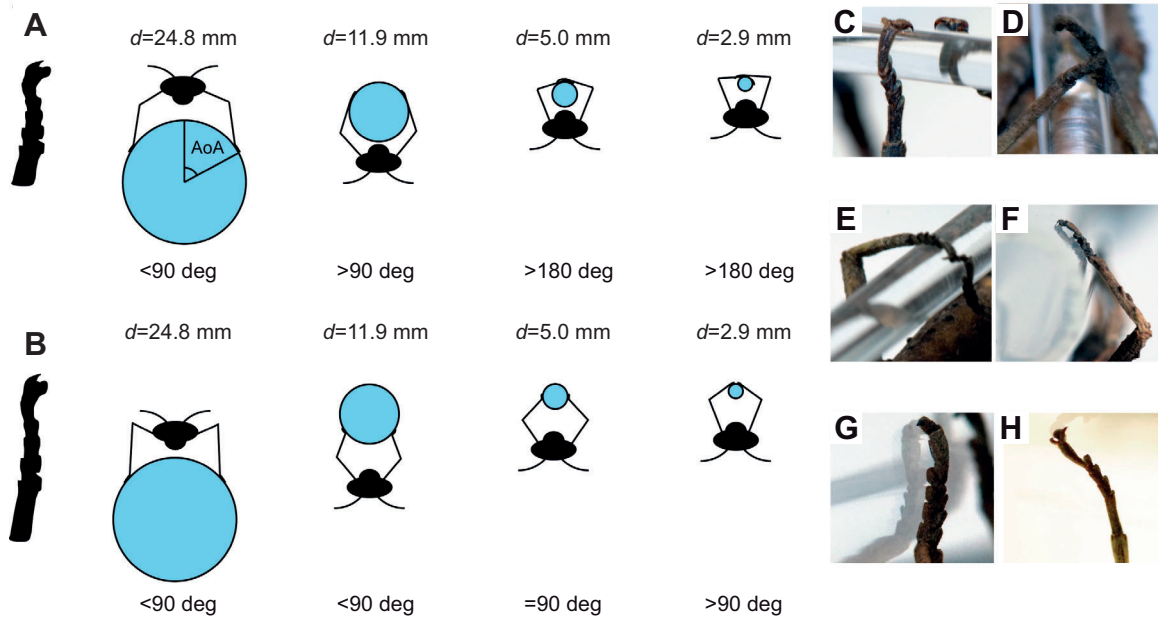 A
d=24.8 mm
d=11.9 mm
d=5.0 mm
d=2.9 mm
AoA
<90 deg
>90 deg
>180 deg
>180 deg
B
d=24.8 mm
d=11.9 mm
d=5.0 mm
d=2.9 mm
<90 deg
<90 deg
=90 deg
>90 deg
C
D
E
F
G
H